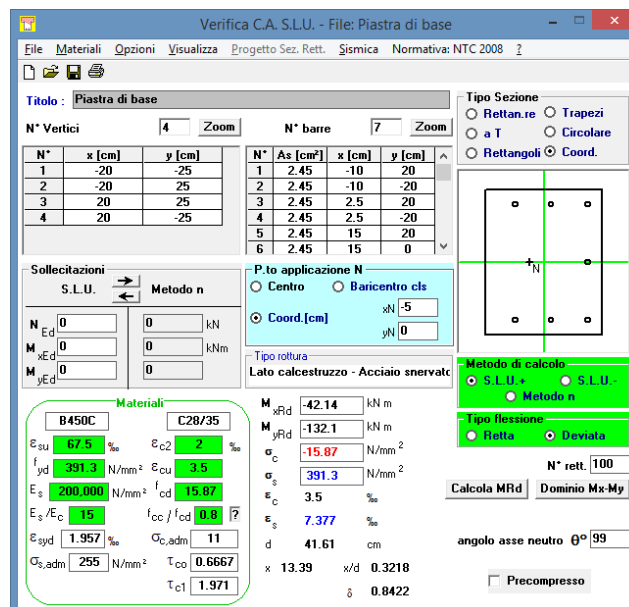 Verifica C.A. S.L.U. - File: Piastra di base
File Materiali Opzioni Visualizza Progetto Sez. Rett. Sismica Normativa: NTC 2008 ?
Titolo : Piastra di base
N° Vertici 4 Zoom N° barre 7 Zoom
N° x [cm] y [cm]
1 -20 -25
2 -20 25
3 20 25
4 20 -25
N° As [cm²] x [cm] y [cm]
1 2.45 -10 20
2 2.45 -10 -20
3 2.45 2.5 20
4 2.45 2.5 -20
5 2.45 15 20
6 2.45 15 0
Tipo Sezione
Rettan.re Trapezi
a T Circolare
Rettangoli Coord.
N
Sollecitazioni
S.L.U. Metodo n
N Ed 0 0 kN
M xEd 0 0 kNm
M yEd 0 0
P.to applicazione N
Centro Baricentro cls
Coord.[cm] xN -5
yN 0
Tipo rottura
Lato calcestruzzo - Acciaio snervato
Metodo di calcolo
S.L.U.+ S.L.U.-
Metodo n
Tipo flessione
Retta Deviata
N° rett. 100
Calcola MRd Dominio Mx-My
angolo asse neutro θ° 99
Precompresso
Materiali
B450C C28/35
εsu 67.5 ‰ εc2 2 ‰
fyd 391.3 N/mm² εcu 3.5
Es 200,000 N/mm² fcd 15.87
Es/Ec 15 fcc / fcd 0.8 ?
εsyd 1.957 ‰ σc,adm 11
σs,adm 255 N/mm² τco 0.6667
τc1 1.971
M xRd -42.14 kN m
M yRd -132.1 kN m
σc -15.87 N/mm²
σs 391.3 N/mm²
εc 3.5 ‰
εs 7.377 ‰
d 41.61 cm
x 13.39 x/d 0.3218
δ 0.8422